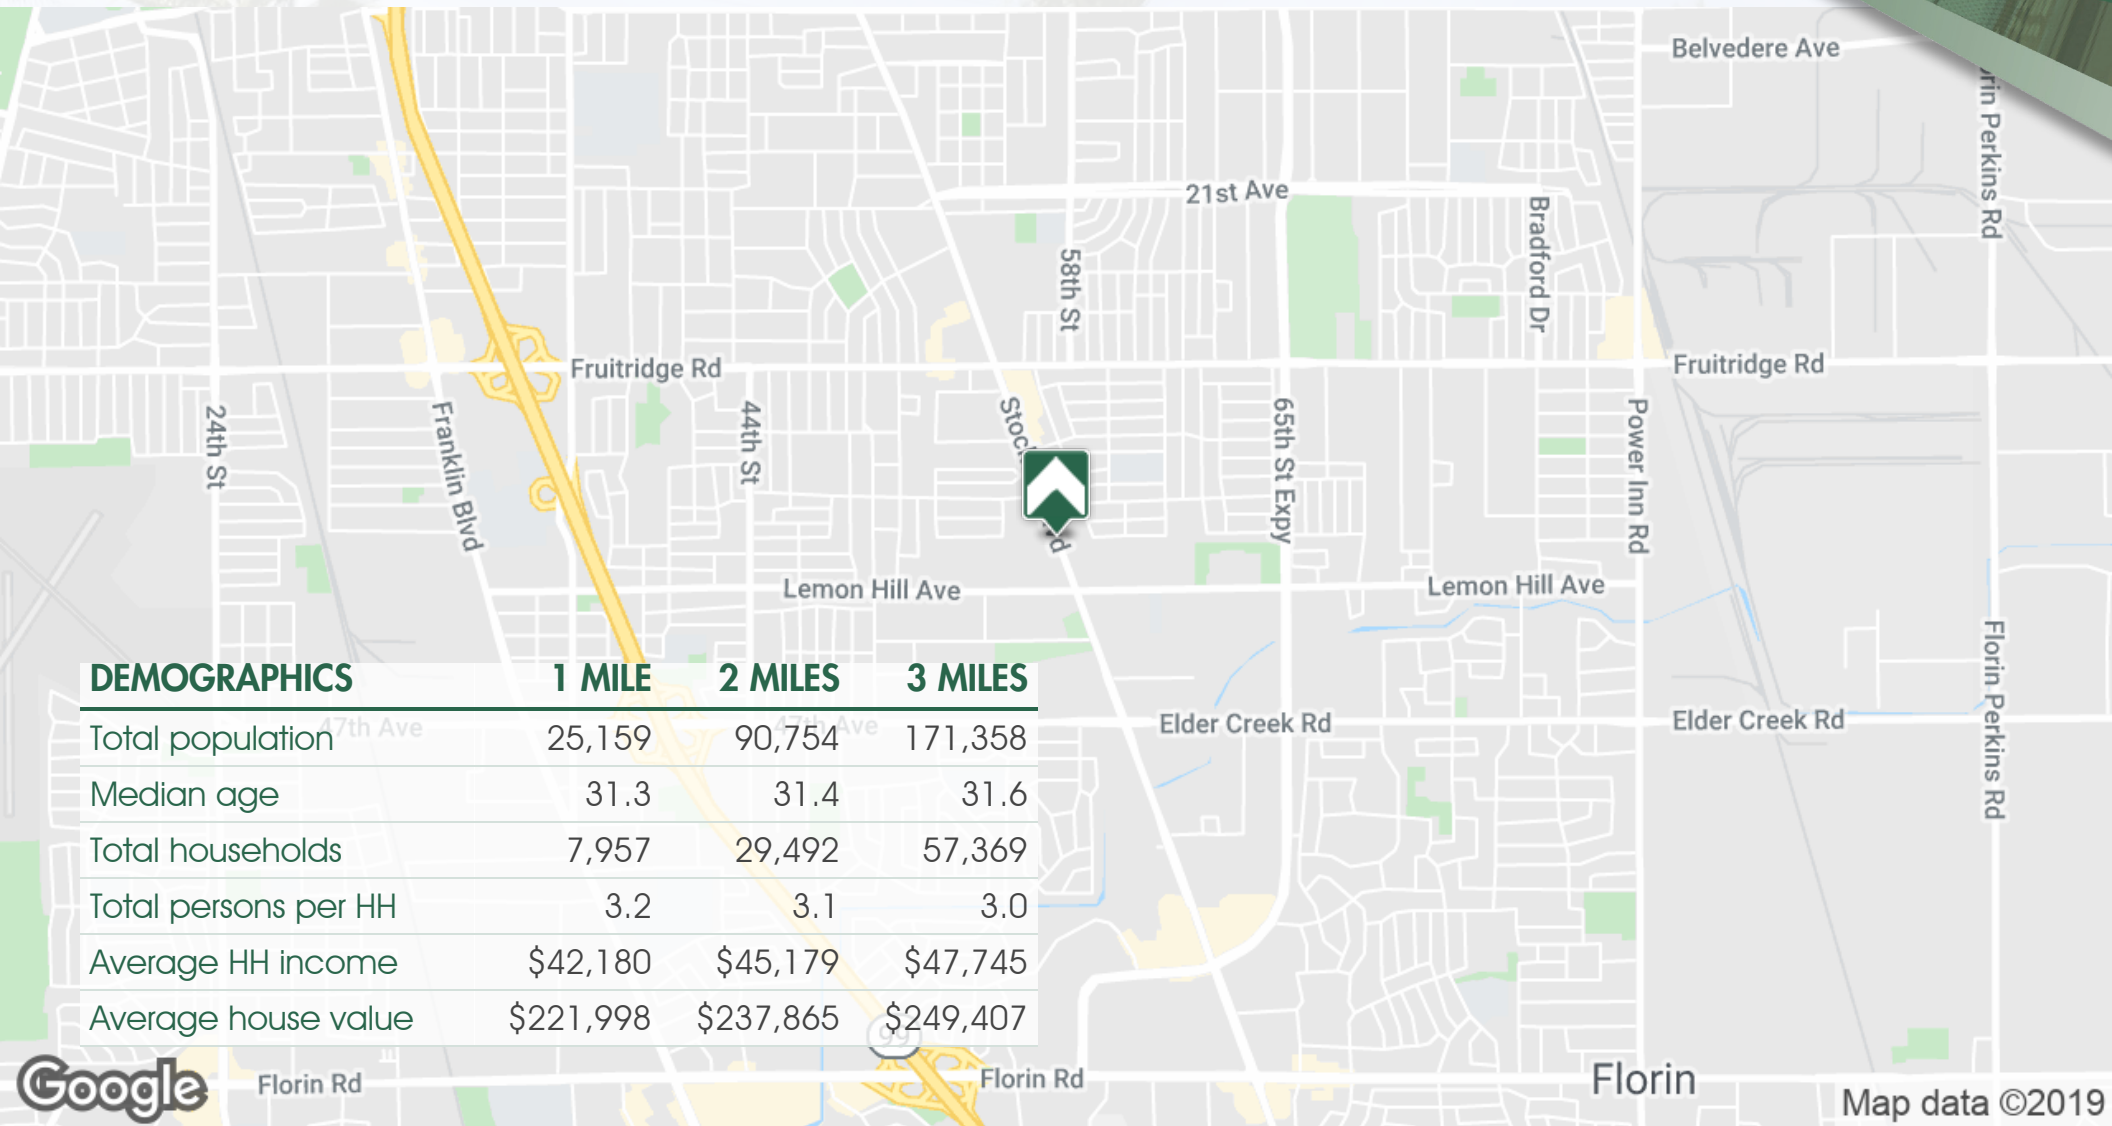 Belvedere Ave
Perkins Rd
21st Ave
Bradford Dr
58th St
Fruitridge Rd
Fruitridge Rd
24th St
Franklin Blvd
44th St
65th St Expy
Power Inn Rd
Lemon Hill Ave
Lemon Hill Ave
Florin Perkins Rd
47th Ave
47th Ave
Elder Creek Rd
Elder Creek Rd
DEMOGRAPHICS 1 MILE 2 MILES 3 MILES
Total population 25,159 90,754 171,358
Median age 31.3 31.4 31.6
Total households 7,957 29,492 57,369
Total persons per HH 3.2 3.1 3.0
Average HH income $42,180 $45,179 $47,745
Average house value $221,998 $237,865 $249,407
99
Google
Florin Rd
Florin Rd
Florin
Map data ©2019